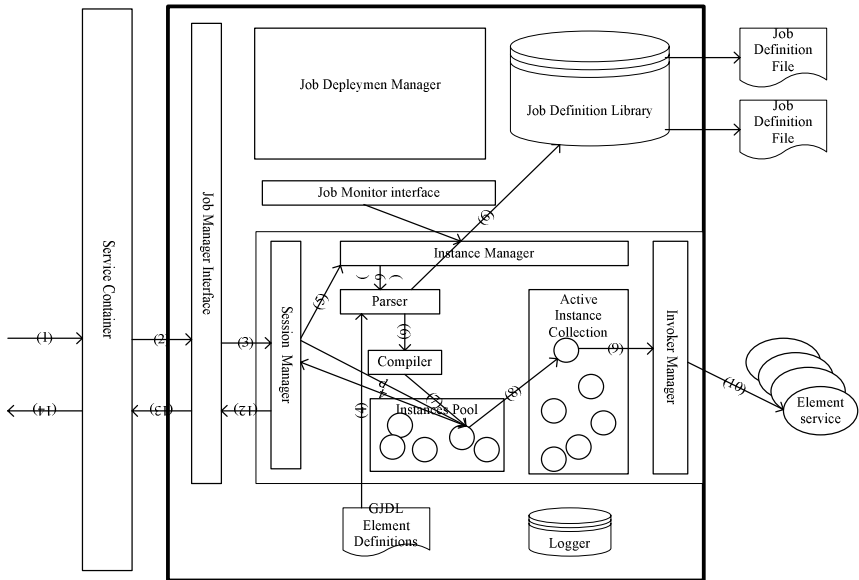 Job Depleymen Manager
Job Definition Library
Job
Definition
File
Job
Definition
File
Job Monitor interface
Service Container
Job Manager Interface
Session Manager
Instance Manager
Parser
Compiler
Instances Pool
Active
Instance
Collection
Invoker Manager
Element
service
GJDL
Element
Definitions
Logger
(1)
(2)
(3)
(4)
(5)
(8)
(9)
(10)
(12)
(13)
(14)